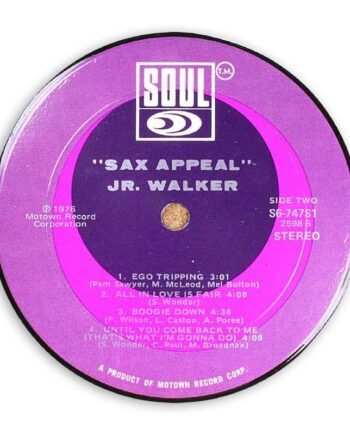 SOUL
T.M.
"SAX APPEAL"
JR. WALKER
℗ 1976
Motown Record
Corporation
SIDE TWO
S6-747S1
2598 S
STEREO
1. EGO TRIPPING 3:01
(Pam Sawyer, M. McLeod, Mel Bolton)
2. ALL IN LOVE IS FAIR 4:08
(S. Wonder)
3. BOOGIE DOWN 4:36
(F. Wilson, L. Caston, A. Poree)
4. UNTIL YOU COME BACK TO ME
(THAT'S WHAT I'M GONNA DO) 4:09
(S. Wonder, C. Paul, M. Broadnax)
A PRODUCT OF MOTOWN RECORD CORP.